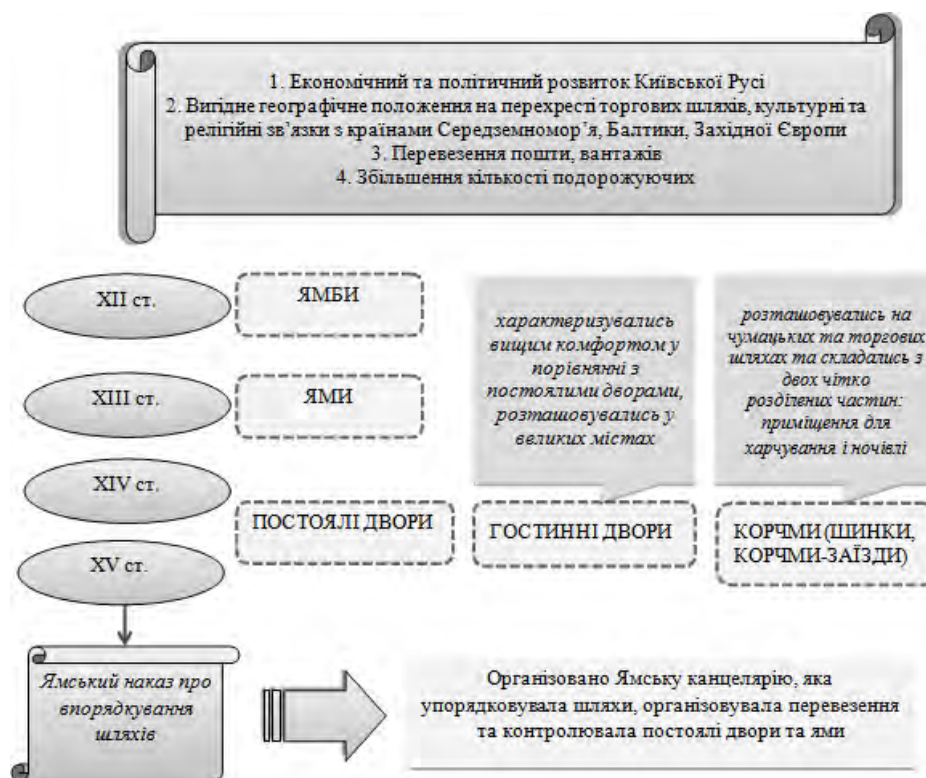 1. Економічний та політичний розвиток Київської Русі
2. Вигідне географічне положення на перехресті торгових шляхів, культурні та
релігійні зв’язки з країнами Середземномор’я, Балтики, Західної Європи
3. Перевезення пошти, вантажів
4. Збільшення кількості подорожуючих
XII ст.
ЯМБИ
характеризувались
вищим комфортом у
порівнянні з
постоялими дворами,
розташовувались у
великих містах
розташовувались на
чумацьких та торгових
шляхах та складались з
двох чітко
розділених частин:
приміщення для
харчування і ночівлі
XIII ст.
ЯМИ
XIV ст.
ПОСТОЯЛІ ДВОРИ
ГОСТИННІ ДВОРИ
КОРЧМИ (ШИНКИ,
КОРЧМИ-ЗАЇЗДИ)
XV ст.
Ямський наказ про
впорядкування
шляхів
Організовано Ямську канцелярію, яка
упорядковувала шляхи, організовувала перевезення
та контролювала постоялі двори та ями